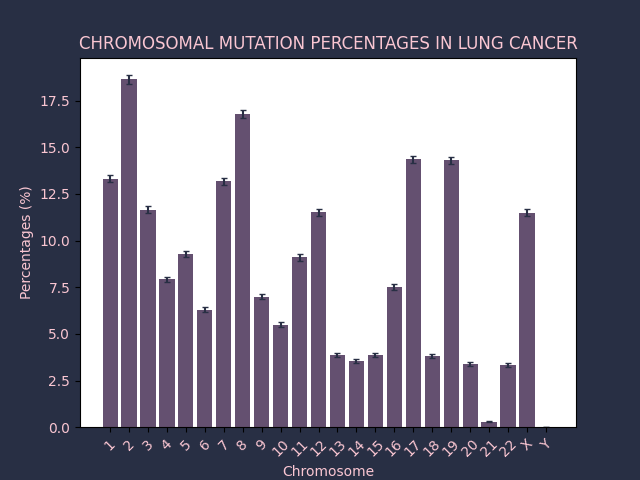 CHROMOSOMAL MUTATION PERCENTAGES IN LUNG CANCER
Percentages (%)
17.5
15.0
12.5
10.0
7.5
5.0
2.5
0.0
1 2 3 4 5 6 7 8 9 10 11 12 13 14 15 16 17 18 19 20 21 22 X Y
Chromosome